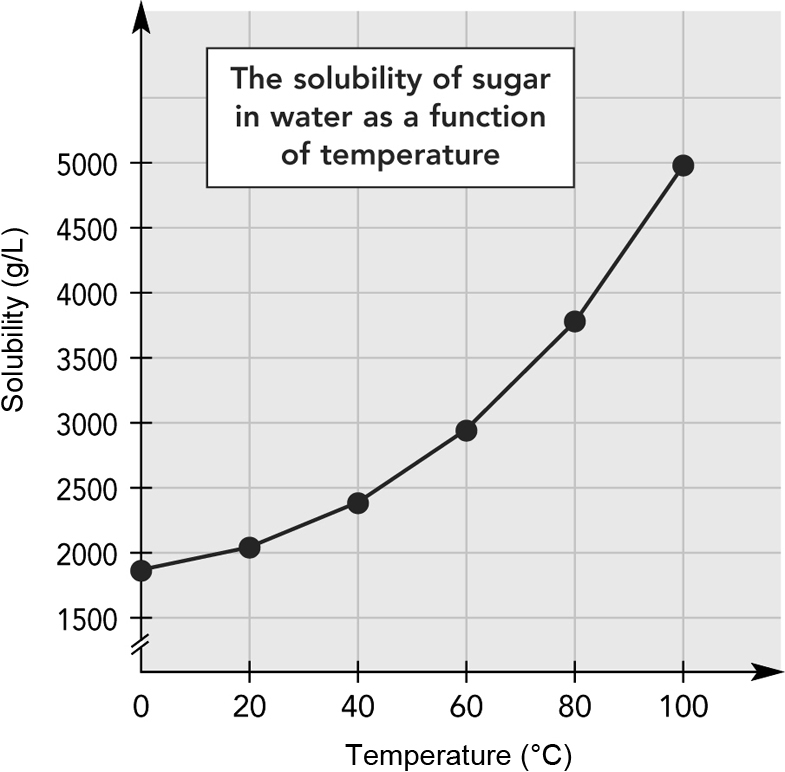 The solubility of sugar
in water as a function
of temperature
5000
4500
4000
3500
3000
2500
2000
1500
Solubility (g/L)
0 20 40 60 80 100
Temperature (°C)